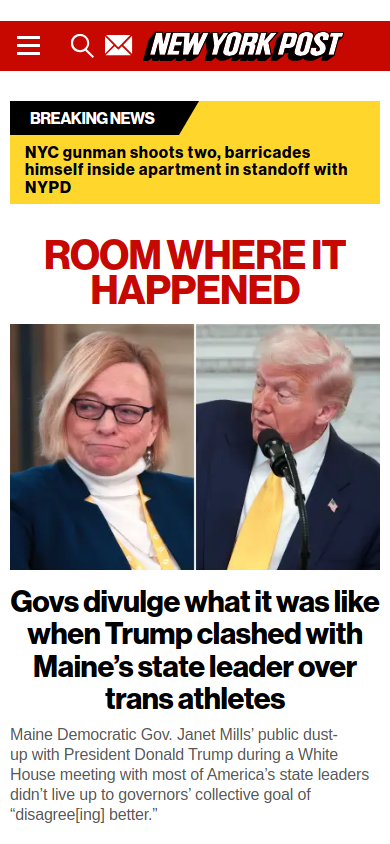 NEW YORK POST
BREAKING NEWS
NYC gunman shoots two, barricades
himself inside apartment in standoff with
NYPD
ROOM WHERE IT
HAPPENED
Govs divulge what it was like
when Trump clashed with
Maine’s state leader over
trans athletes
Maine Democratic Gov. Janet Mills’ public dust-
up with President Donald Trump during a White
House meeting with most of America’s state leaders
didn’t live up to governors’ collective goal of
“disagree[ing] better.”